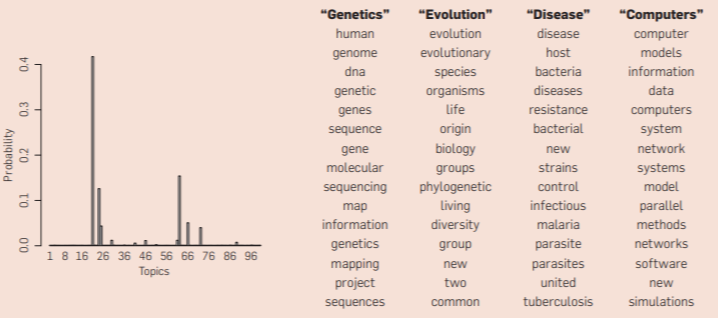 0.4
0.3
0.2
0.1
0.0
Probability
1 8 16 26 36 46 56 66 76 86 96
Topics
“Genetics” “Evolution” “Disease” “Computers”
human evolution disease computer
genome evolutionary host models
dna species bacteria information
genetic organisms diseases data
genes life resistance computers
sequence origin bacterial system
gene biology new network
molecular groups strains systems
sequencing phylogenetic control model
map living infectious parallel
information diversity malaria methods
genetics group parasite networks
mapping new parasites software
project two united new
sequences common tuberculosis simulations